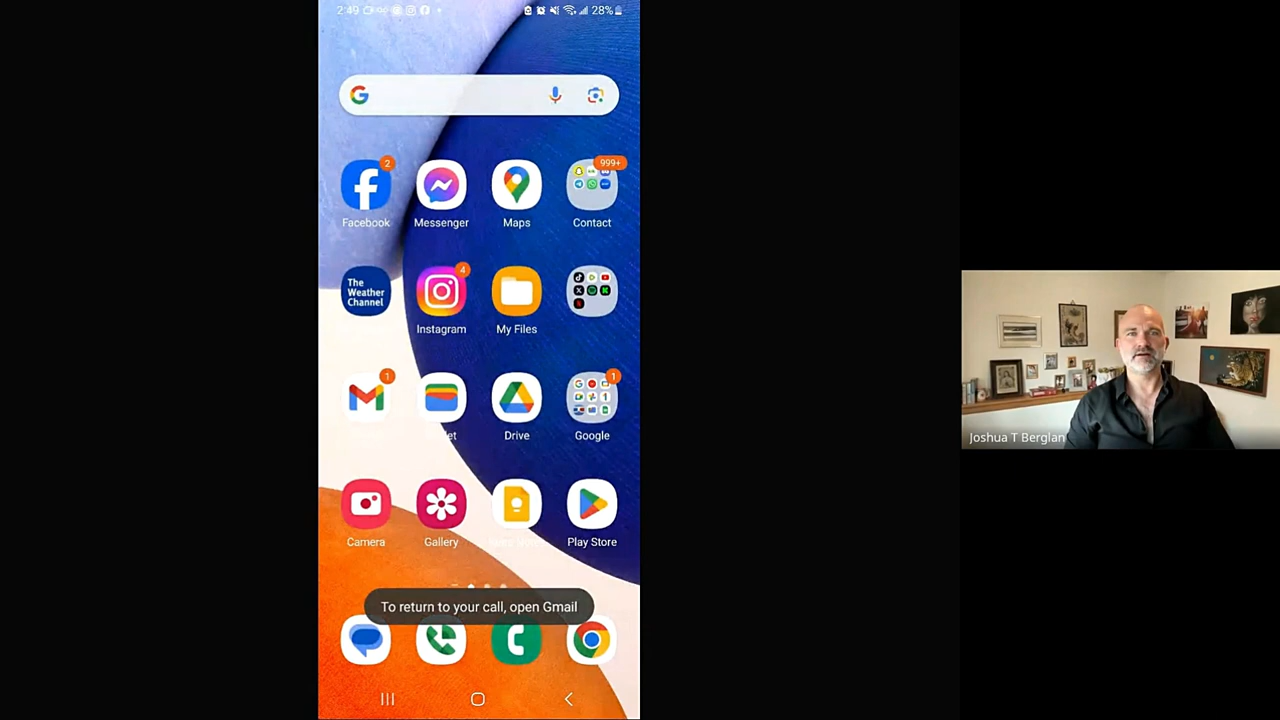 2:49
28%
2
999+
Facebook
Messenger
Maps
Contact
The
Weather
Channel
4
Instagram
My Files
1
1
Drive
Google
Camera
Gallery
Play Store
To return to your call, open Gmail
Joshua T Berglan